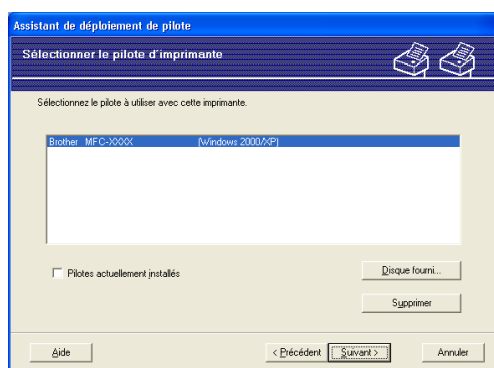 Assistant de déploiement de pilote
Sélectionner le pilote d'imprimante
Sélectionnez le pilote à utiliser avec cette imprimante.
Brother MFC-XXXX (Windows 2000/XP)
Pilotes actuellement installés
Disque fourni...
Supprimer
Aide
< Précédent
Suivant >
Annuler